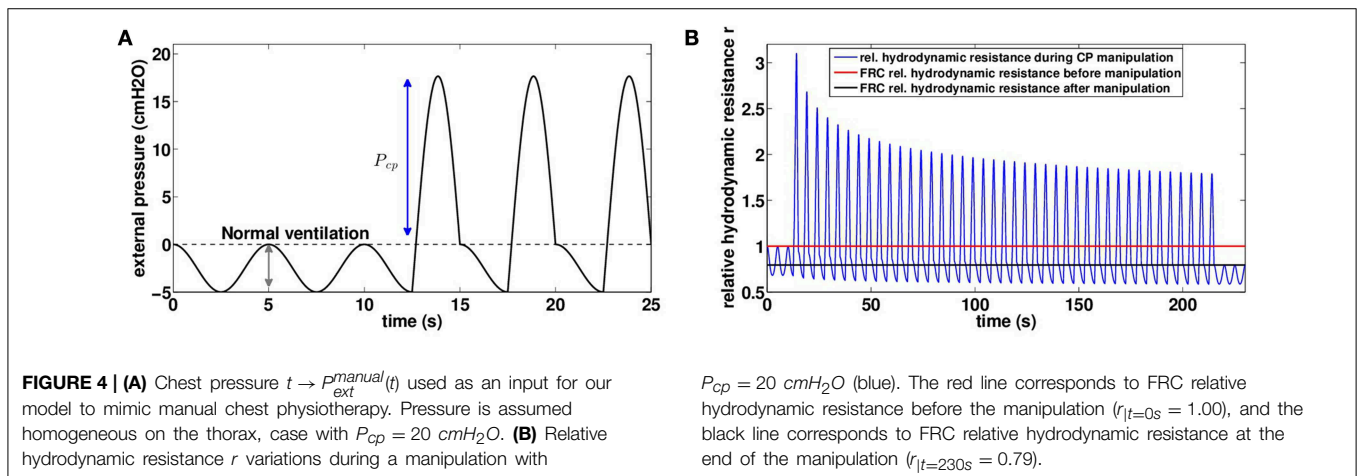 A
external pressure (cmH2O)
20
15
10
5
0
−5
P_cp
Normal ventilation
0 5 10 15 20 25
time (s)
B
relative hydrodynamic resistance r
3
2.5
2
1.5
1
0.5
rel. hydrodynamic resistance during CP manipulation
FRC rel. hydrodynamic resistance before manipulation
FRC rel. hydrodynamic resistance after manipulation
0 50 100 150 200
time (s)
FIGURE 4 | (A) Chest pressure t → P_ext^manual(t) used as an input for our
model to mimic manual chest physiotherapy. Pressure is assumed
homogeneous on the thorax, case with P_cp = 20 cmH₂O. (B) Relative
hydrodynamic resistance r variations during a manipulation with
P_cp = 20 cmH₂O (blue). The red line corresponds to FRC relative
hydrodynamic resistance before the manipulation (r_|t=0s = 1.00), and the
black line corresponds to FRC relative hydrodynamic resistance at the
end of the manipulation (r_|t=230s = 0.79).